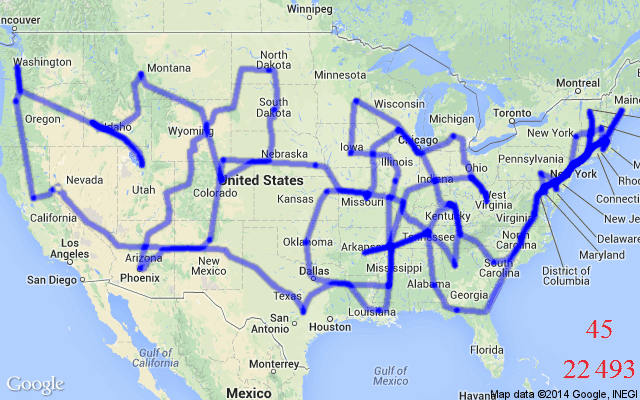 Winnipeg
Vancouver
Washington
Montana
North
Dakota
Minnesota
Montreal
Maine
Oregon
Idaho
Wyoming
South
Dakota
Wisconsin
Toronto
New York
Chicago
Nebraska
Iowa
Illinois
Indiana
Ohio
Pennsylvania
New York
Rho
Connecti
New Je
Delawar
Maryland
Nevada
Utah
Colorado
United States
Kansas
Missouri
West
Virginia
Kentucky
Virginia
California
Los
Angeles
San Diego
Arizona
Phoenix
New
Mexico
Oklahoma
Arkansas
Tennessee
North
Carolina
South
Carolina
District of
Columbia
Dallas
Texas
Mississippi
Alabama
Georgia
San
Antonio
Houston
Louisiana
Florida
Gulf of
California
Monterrey
Gulf of
Mexico
Mexico
Havana
45
22 493
Google
Map data ©2014 Google, INEGI